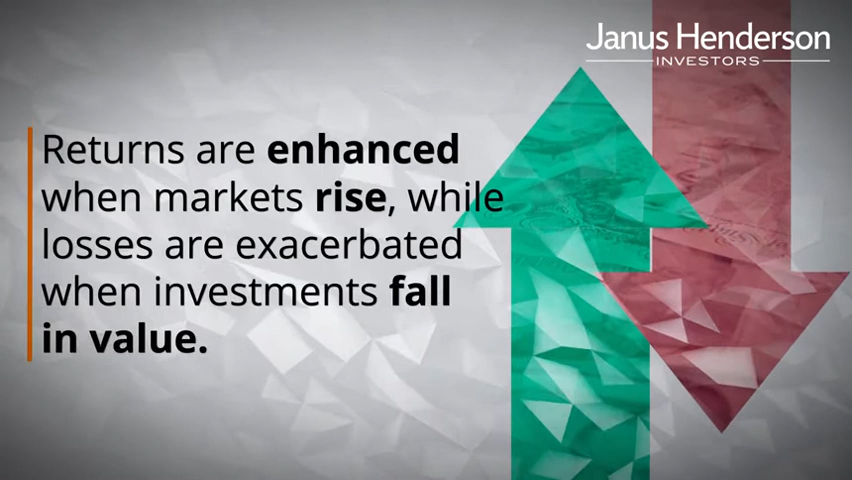 Janus Henderson
INVESTORS
Returns are enhanced
when markets rise, while
losses are exacerbated
when investments fall
in value.